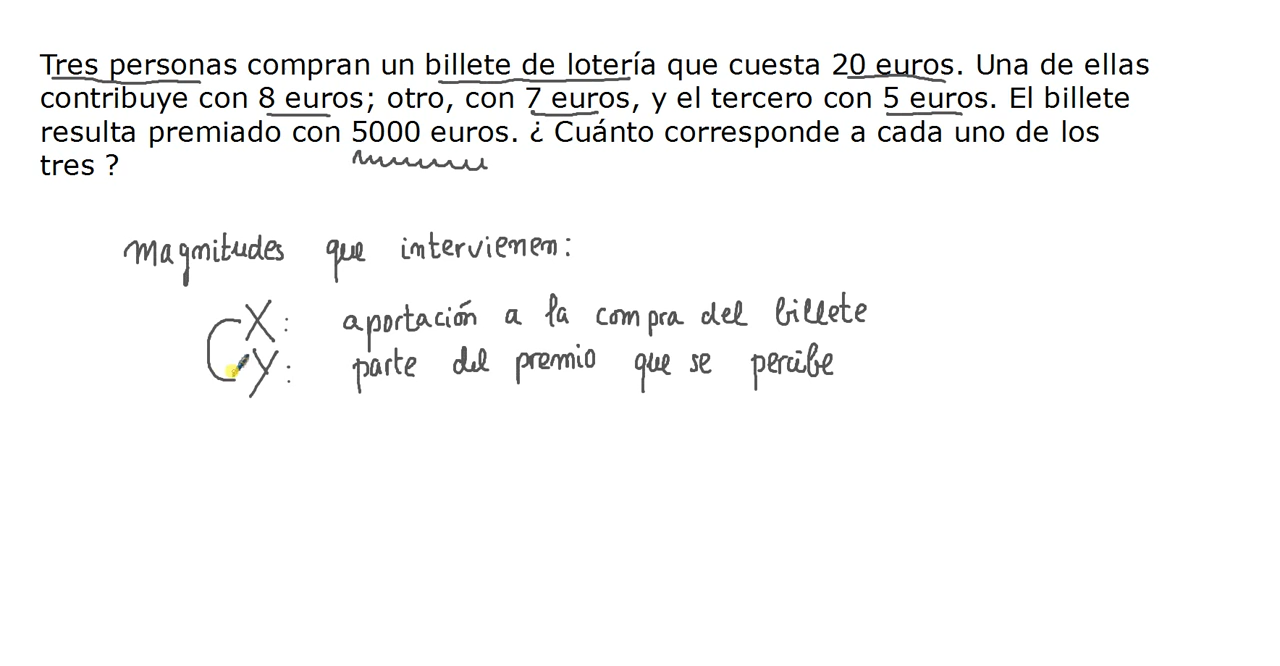 Tres personas compran un billete de lotería que cuesta 20 euros. Una de ellas
contribuye con 8 euros; otro, con 7 euros, y el tercero con 5 euros. El billete
resulta premiado con 5000 euros. ¿ Cuánto corresponde a cada uno de los
tres ?
Magnitudes que intervienen:
X: aportación a la compra del billete
Y: parte del premio que se percibe